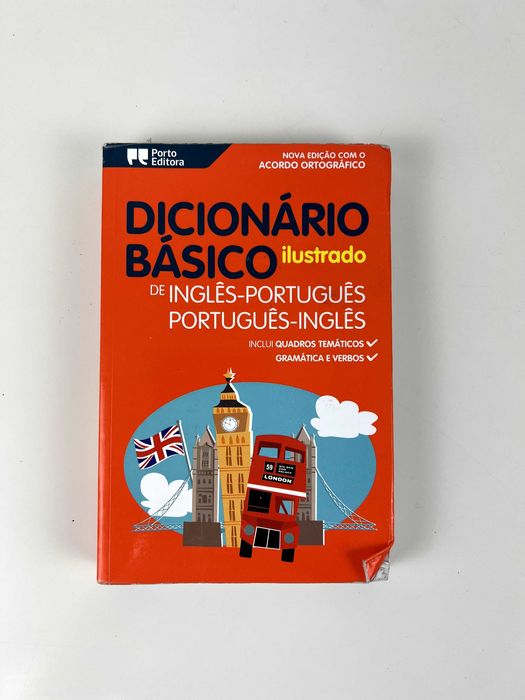 Porto
Editora
NOVA EDIÇÃO COM O
ACORDO ORTOGRÁFICO
DICIONÁRIO
BÁSICO ilustrado
DE INGLÊS-PORTUGUÊS
PORTUGUÊS-INGLÊS
INCLUI QUADROS TEMÁTICOS
GRAMÁTICA E VERBOS
59
LONDON